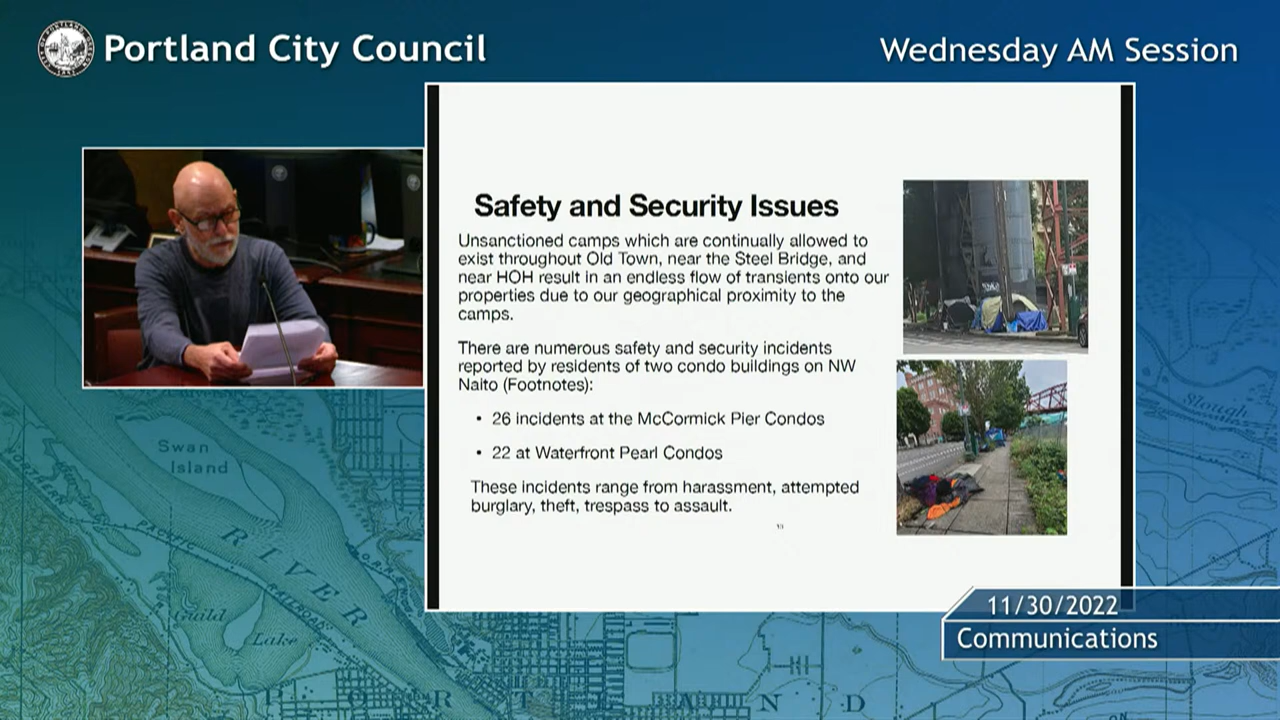 Portland City Council
Wednesday AM Session
Safety and Security Issues
Unsanctioned camps which are continually allowed to
exist throughout Old Town, near the Steel Bridge, and
near HOH result in an endless flow of transients onto our
properties due to our geographical proximity to the
camps.
There are numerous safety and security incidents
reported by residents of two condo buildings on NW
Naito (Footnotes):
• 26 incidents at the McCormick Pier Condos
• 22 at Waterfront Pearl Condos
These incidents range from harassment, attempted
burglary, theft, trespass to assault.
11/30/2022
Communications
Swan
Island
RIVER
Guild
Lake
Slough
PORTLAND